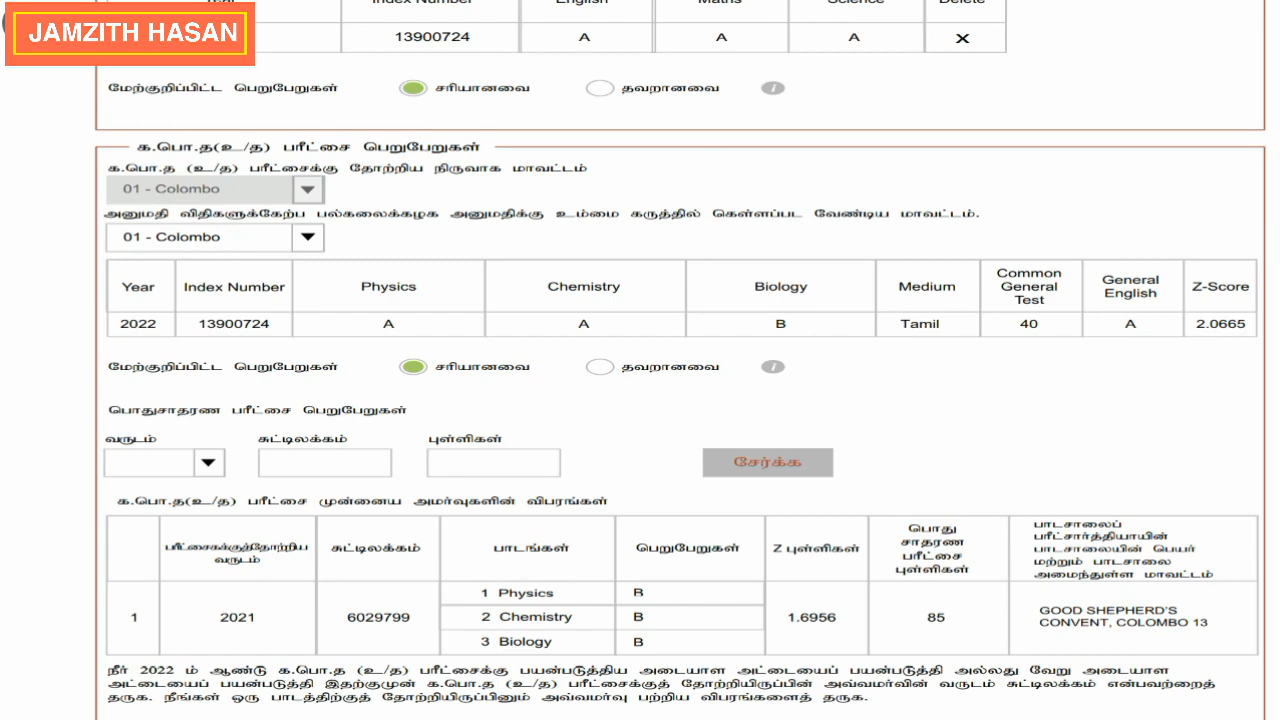 JAMZITH HASAN
Index Number English Maths Science Delete
13900724 A A A X
மேற்குறிப்பிட்ட பெறுபேறுகள் சரியானவை தவறானவை i
க.பொ.த(உ/த) பரீட்சை பெறுபேறுகள்
க.பொ.த (உ/த) பரீட்சைக்கு தோற்றிய நிருவாக மாவட்டம்
01 - Colombo
அனுமதி விதிகளுக்கேற்ப பல்கலைக்கழக அனுமதிக்கு உம்மை கருத்தில் கெள்ளப்பட வேண்டிய மாவட்டம்.
01 - Colombo
Year Index Number Physics Chemistry Biology Medium Common General Test General English Z-Score
2022 13900724 A A B Tamil 40 A 2.0665
மேற்குறிப்பிட்ட பெறுபேறுகள் சரியானவை தவறானவை i
பொதுசாதரண பரீட்சை பெறுபேறுகள்
வருடம் சுட்டிலக்கம் புள்ளிகள்
சேர்க்க
க.பொ.த(உ/த) பரீட்சை முன்னைய அமர்வுகளின் விபரங்கள்
பரீட்சைகக்குத்தோற்றிய வருடம் சுட்டிலக்கம் பாடங்கள் பெறுபேறுகள் Z புள்ளிகள் பொது சாதரண பரீட்சை புள்ளிகள் பாடசாலைப் பரீட்சார்த்தியாயின் பாடசாலையின் பெயர் மற்றும் பாடசாலை அமைந்துள்ள மாவட்டம்
1 2021 6029799 1 Physics B 1.6956 85 GOOD SHEPHERD'S CONVENT, COLOMBO 13
2 Chemistry B
3 Biology B
நீர் 2022 ம் ஆண்டு க.பொ.த (உ/த) பரீட்சைக்கு பயன்படுத்திய அடையாள அட்டையைப் பயன்படுத்தி அல்லது வேறு அடையாள
அட்டையைப் பயன்படுத்தி இதற்குமுன் க.பொ.த (உ/த) பரீட்சைக்குத் தோற்றியிருப்பின் அவ்வமர்வின் வருடம் சுட்டிலக்கம் என்பவற்றைத்
தருக. நீங்கள் ஒரு பாடத்திற்குத் தோற்றியிருப்பினும் அவ்வமர்வு பற்றிய விபரங்களைத் தருக.